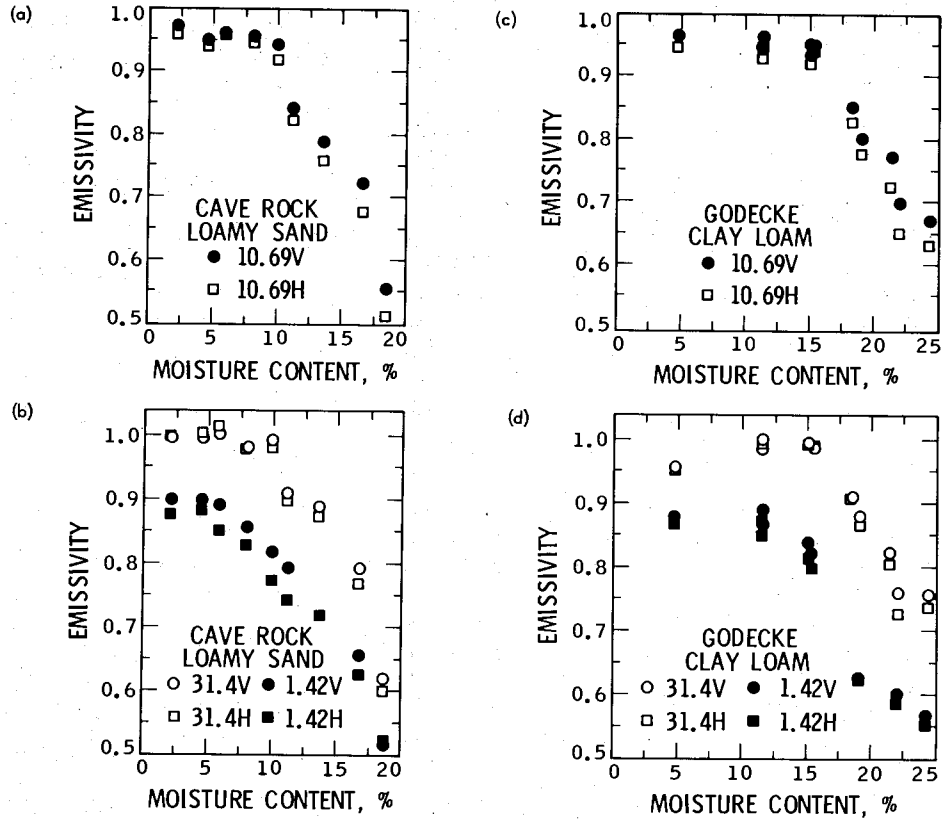 (a)
1.0
0.9
0.8
0.7
0.6
0.5
EMISSIVITY
CAVE ROCK
LOAMY SAND
● 10.69V
□ 10.69H
0 5 10 15 20
MOISTURE CONTENT, %
(b)
1.0
0.9
0.8
0.7
0.6
0.5
EMISSIVITY
CAVE ROCK
LOAMY SAND
○ 31.4V ● 1.42V
□ 31.4H ■ 1.42H
0 5 10 15 20
MOISTURE CONTENT, %
(c)
1.0
0.9
0.8
0.7
0.6
0.5
EMISSIVITY
GODECKE
CLAY LOAM
● 10.69V
□ 10.69H
0 5 10 15 20 25
MOISTURE CONTENT, %
(d)
1.0
0.9
0.8
0.7
0.6
0.5
EMISSIVITY
GODECKE
CLAY LOAM
○ 31.4V ● 1.42V
□ 31.4H ■ 1.42H
0 5 10 15 20 25
MOISTURE CONTENT, %